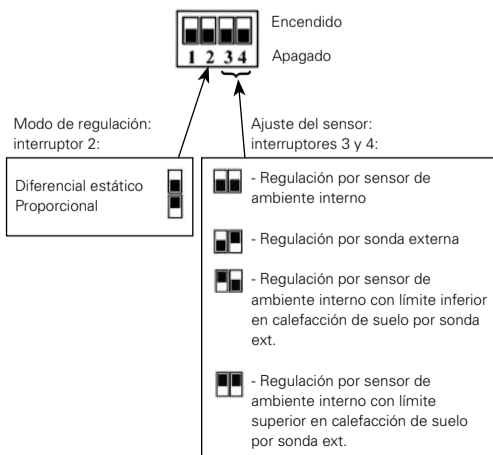 Encendido
Apagado
1 2 3 4
Modo de regulación:
interruptor 2:
Diferencial estático
Proporcional
Ajuste del sensor:
interruptores 3 y 4:
- Regulación por sensor de
ambiente interno
- Regulación por sonda externa
- Regulación por sensor de
ambiente interno con límite inferior
en calefacción de suelo por sonda
ext.
- Regulación por sensor de
ambiente interno con límite
superior en calefacción de suelo
por sonda ext.